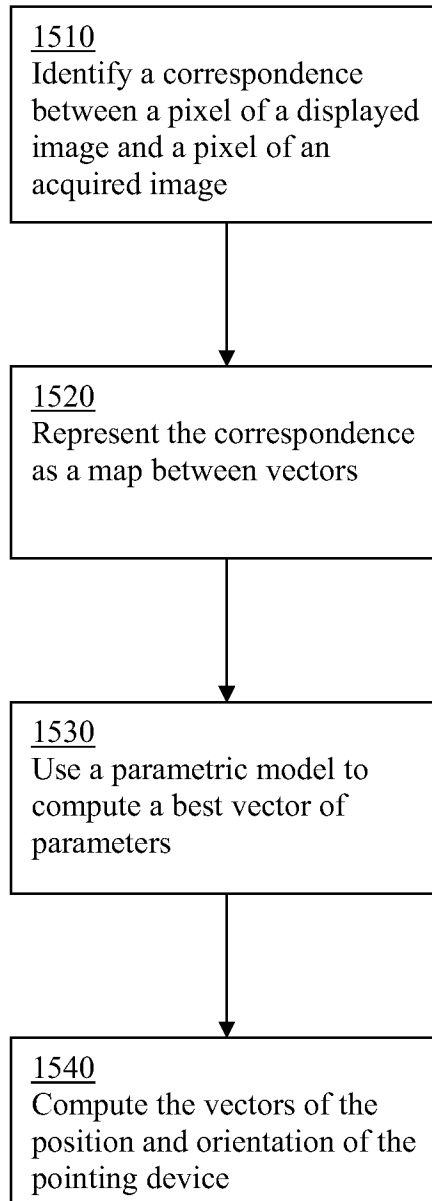 1510
Identify a correspondence
between a pixel of a displayed
image and a pixel of an
acquired image
1520
Represent the correspondence
as a map between vectors
1530
Use a parametric model to
compute a best vector of
parameters
1540
Compute the vectors of the
position and orientation of the
pointing device